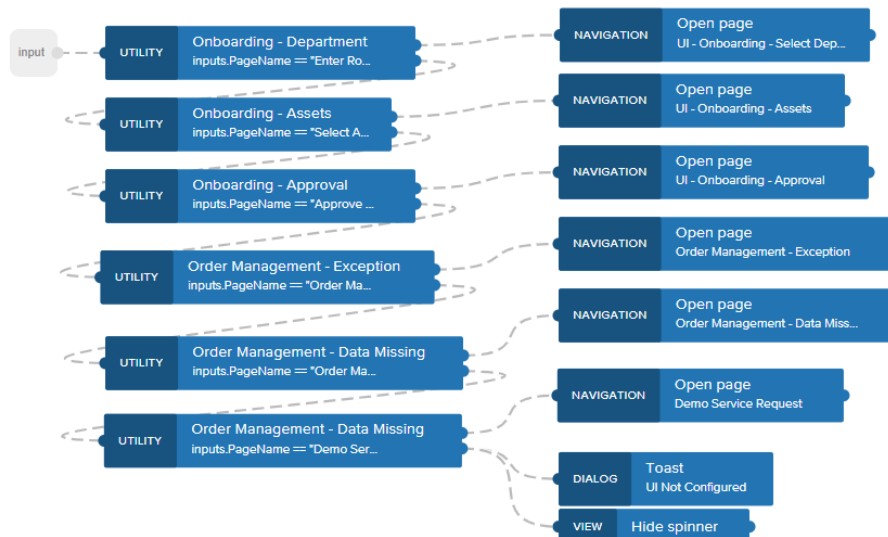 input
UTILITY
Onboarding - Department
inputs.PageName == "Enter Ro...
NAVIGATION
Open page
UI - Onboarding - Select Dep...
UTILITY
Onboarding - Assets
inputs.PageName == "Select A...
NAVIGATION
Open page
UI - Onboarding - Assets
UTILITY
Onboarding - Approval
inputs.PageName == "Approve ...
NAVIGATION
Open page
UI - Onboarding - Approval
UTILITY
Order Management - Exception
inputs.PageName == "Order Ma...
NAVIGATION
Open page
Order Management - Exception
UTILITY
Order Management - Data Missing
inputs.PageName == "Order Ma...
NAVIGATION
Open page
Order Management - Data Miss...
UTILITY
Order Management - Data Missing
inputs.PageName == "Demo Ser...
NAVIGATION
Open page
Demo Service Request
DIALOG
Toast
UI Not Configured
VIEW
Hide spinner